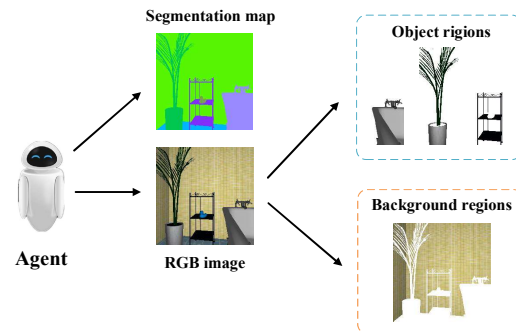 Segmentation map
Object rigions
Agent
RGB image
Background regions